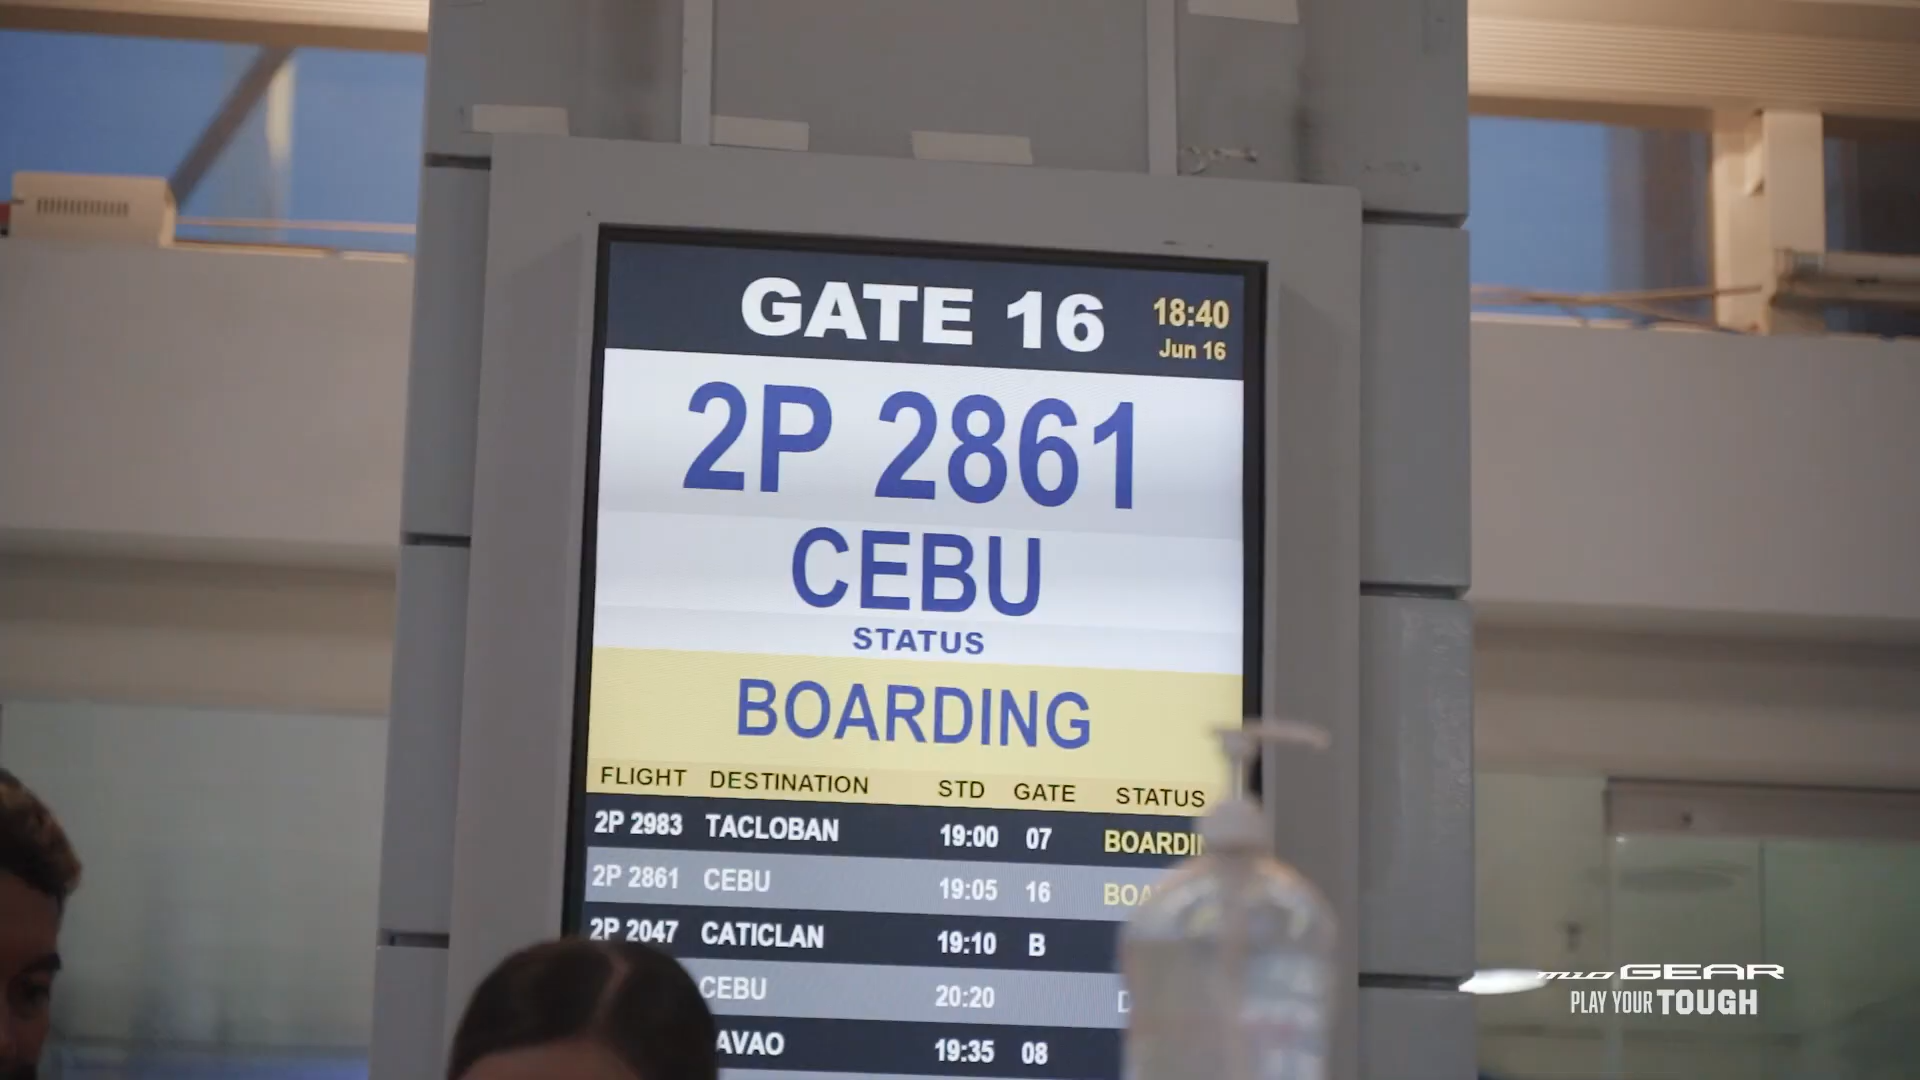 GATE 16
18:40
Jun 16
2P 2861
CEBU
STATUS
BOARDING
FLIGHT DESTINATION STD GATE STATUS
2P 2983 TACLOBAN 19:00 07
2P 2861 CEBU 19:05 16
2P 2047 CATICLAN 19:10 B
CEBU 20:20
19:35 08
mio GEAR
PLAY YOUR TOUGH